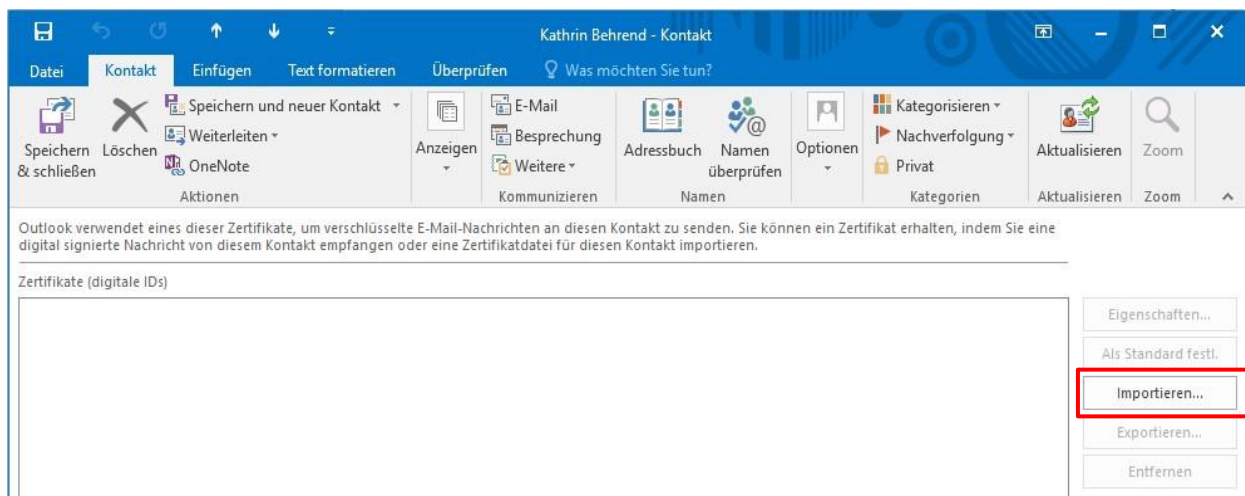 Kathrin Behrend - Kontakt
Datei Kontakt Einfügen Text formatieren Überprüfen Was möchten Sie tun?
Speichern & schließen
Löschen
Speichern und neuer Kontakt
Weiterleiten
OneNote
Aktionen
Anzeigen
E-Mail
Besprechung
Weitere
Kommunizieren
Adressbuch
Namen überprüfen
Namen
Optionen
Kategorisieren
Nachverfolgung
Privat
Kategorien
Aktualisieren
Aktualisieren
Zoom
Zoom
Outlook verwendet eines dieser Zertifikate, um verschlüsselte E-Mail-Nachrichten an diesen Kontakt zu senden. Sie können ein Zertifikat erhalten, indem Sie eine
digital signierte Nachricht von diesem Kontakt empfangen oder eine Zertifikatdatei für diesen Kontakt importieren.
Zertifikate (digitale IDs)
Eigenschaften...
Als Standard festl.
Importieren...
Exportieren...
Entfernen